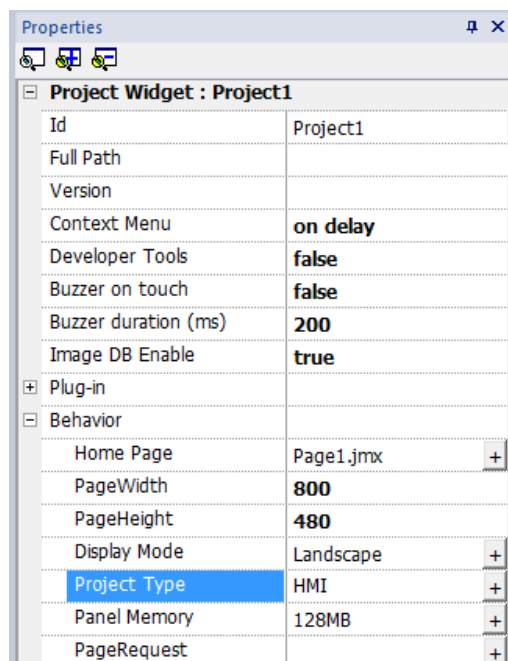 Properties
Project Widget : Project1
Id Project1
Full Path
Version
Context Menu on delay
Developer Tools false
Buzzer on touch false
Buzzer duration (ms) 200
Image DB Enable true
Plug-in
Behavior
Home Page Page1.jmx +
PageWidth 800
PageHeight 480
Display Mode Landscape +
Project Type HMI +
Panel Memory 128MB +
PageRequest +